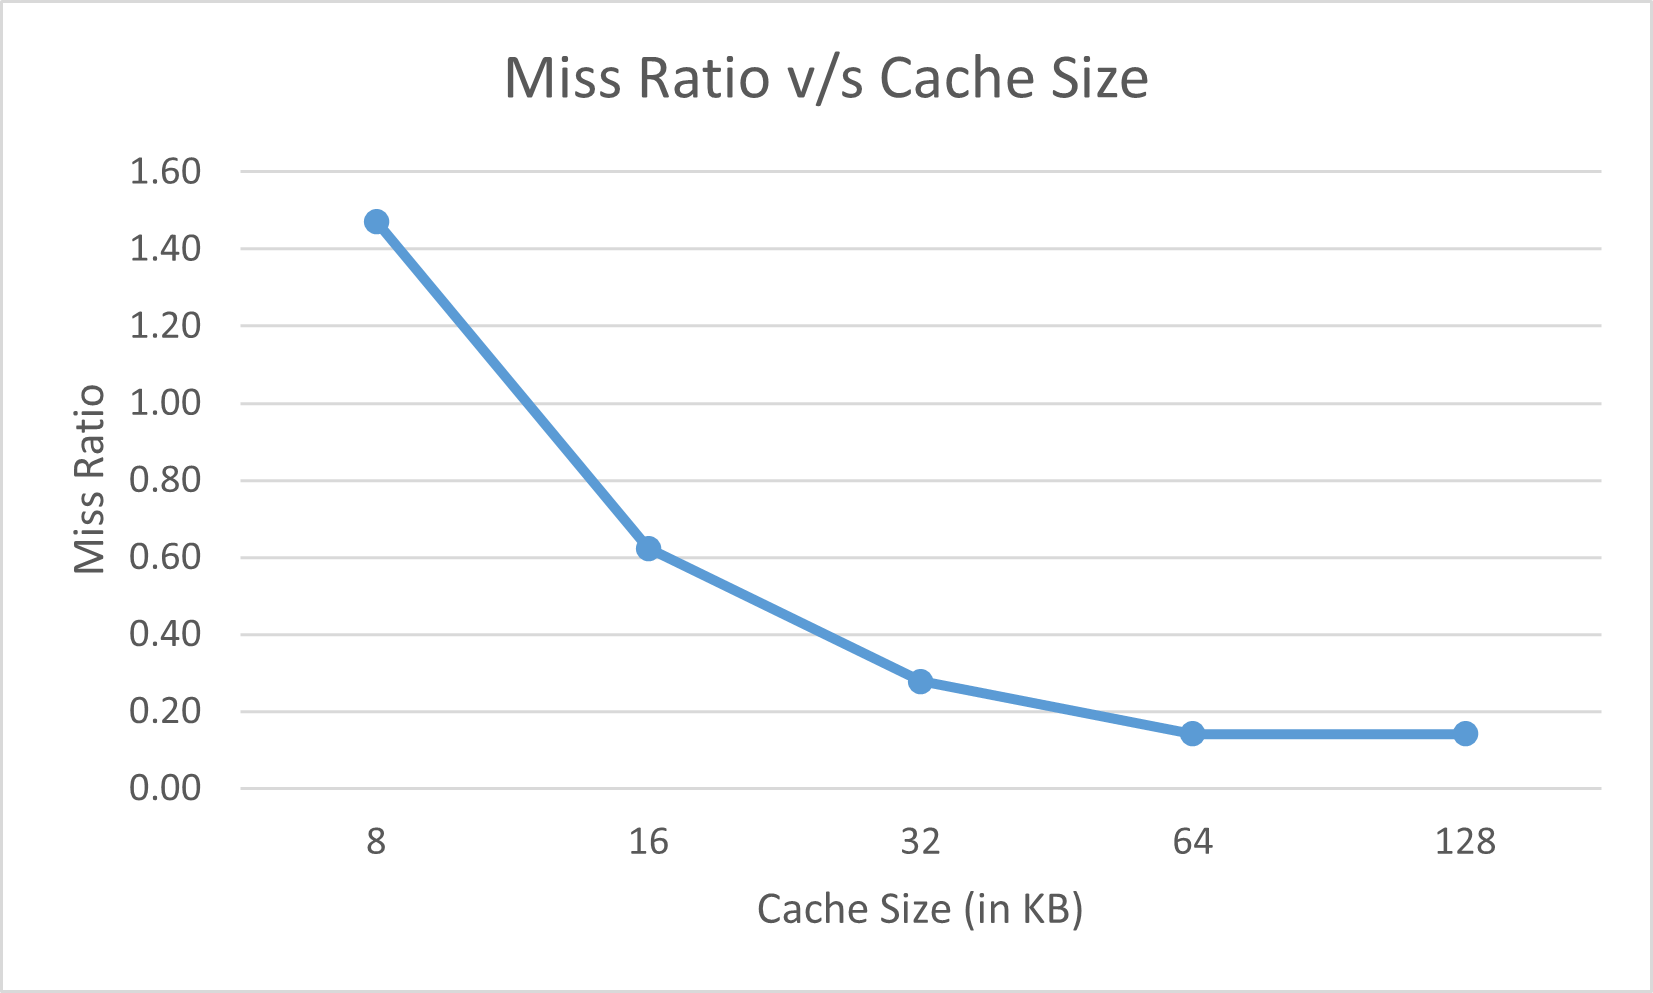 Miss Ratio v/s Cache Size
1.60
1.40
1.20
1.00
0.80
0.60
0.40
0.20
0.00
Miss Ratio
8 16 32 64 128
Cache Size (in KB)